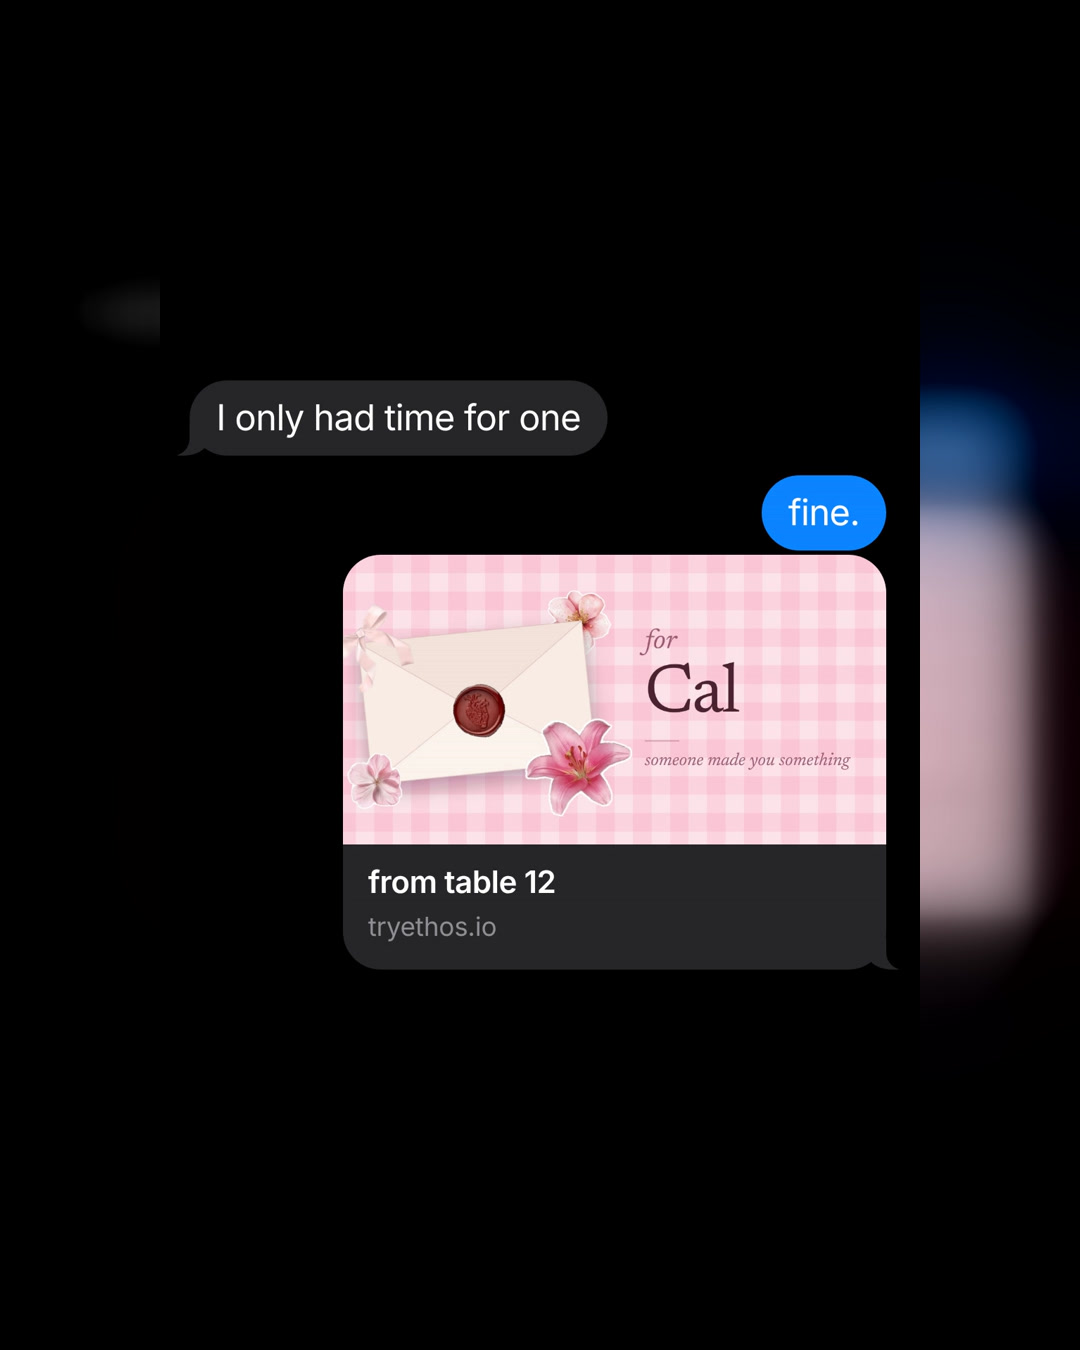 I only had time for one
fine.
for
Cal
someone made you something
from table 12
tryethos.io